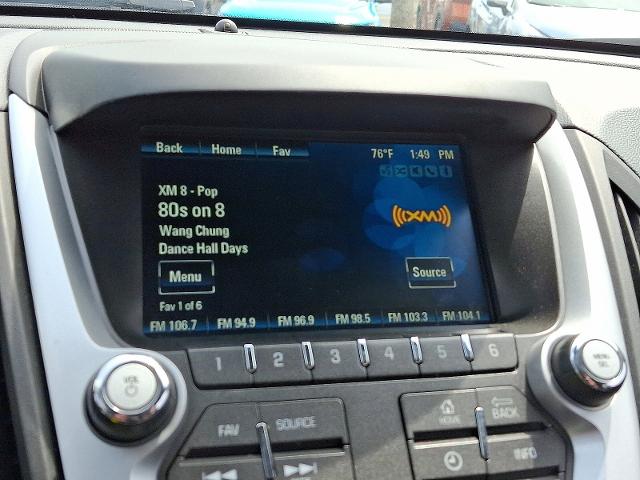 Back Home Fav 76°F 1:49 PM
XM 8 - Pop
80s on 8
((XM))
Wang Chung
Dance Hall Days
Menu Source
Fav 1 of 6
FM 106.7 FM 94.9 FM 96.9 FM 98.5 FM 103.3 FM 104.1
1 2 3 4 5 6
VOL
MENU
SEL
FAV SOURCE
HOME BACK
INFO